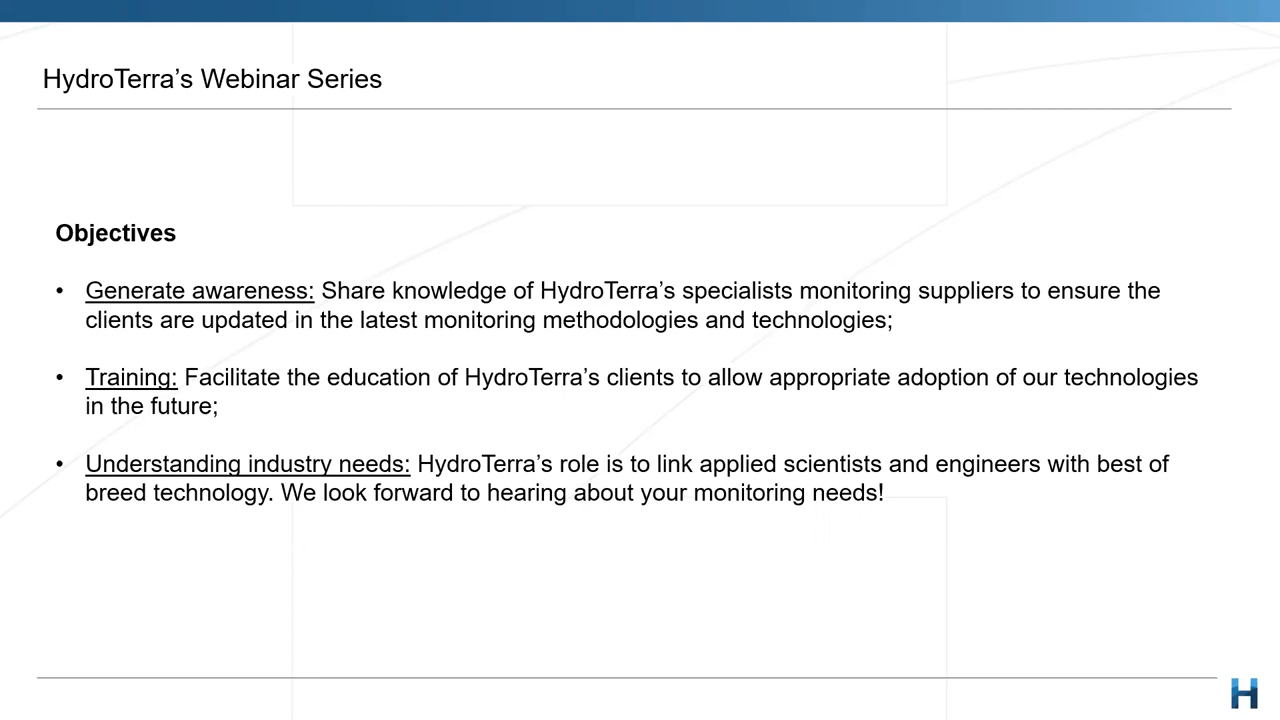 HydroTerra’s Webinar Series
Objectives
• Generate awareness: Share knowledge of HydroTerra’s specialists monitoring suppliers to ensure the
clients are updated in the latest monitoring methodologies and technologies;
• Training: Facilitate the education of HydroTerra’s clients to allow appropriate adoption of our technologies
in the future;
• Understanding industry needs: HydroTerra’s role is to link applied scientists and engineers with best of
breed technology. We look forward to hearing about your monitoring needs!
H